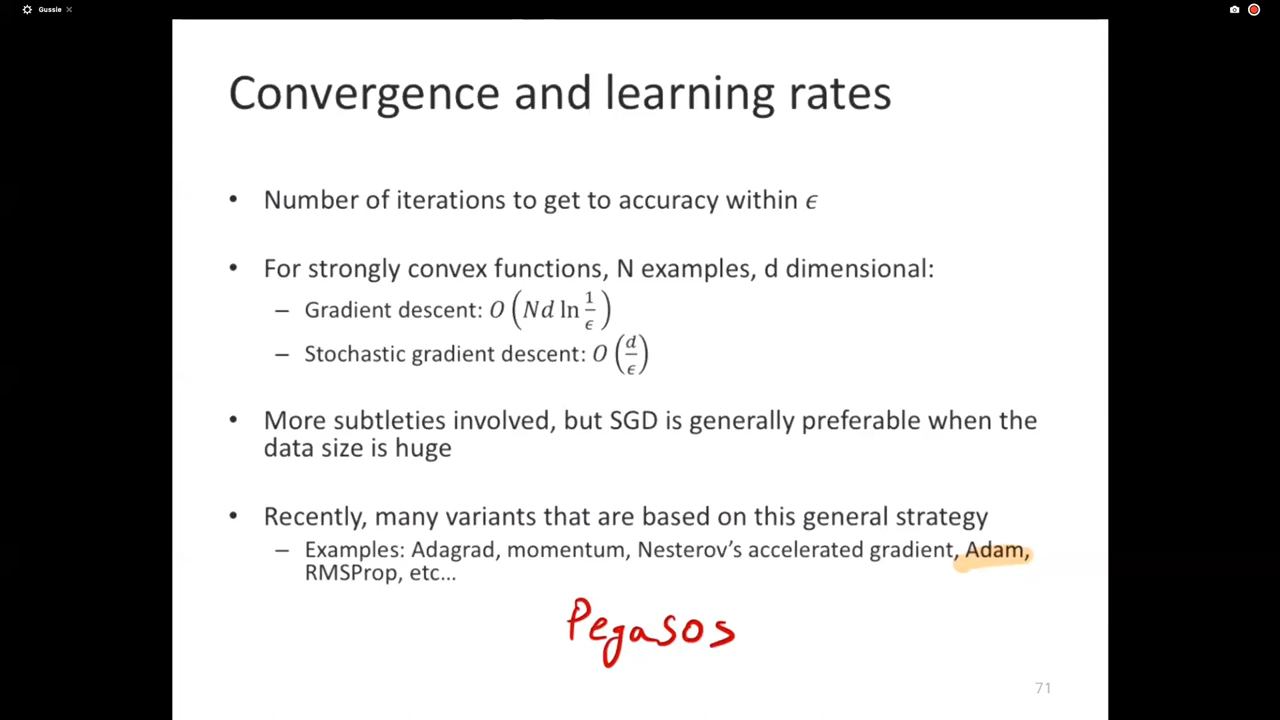 Gussie ×
Convergence and learning rates
• Number of iterations to get to accuracy within ϵ
• For strongly convex functions, N examples, d dimensional:
– Gradient descent: O(Nd ln 1/ϵ)
– Stochastic gradient descent: O(d/ϵ)
• More subtleties involved, but SGD is generally preferable when the
data size is huge
• Recently, many variants that are based on this general strategy
– Examples: Adagrad, momentum, Nesterov’s accelerated gradient, Adam,
RMSProp, etc…
Pegasos
71